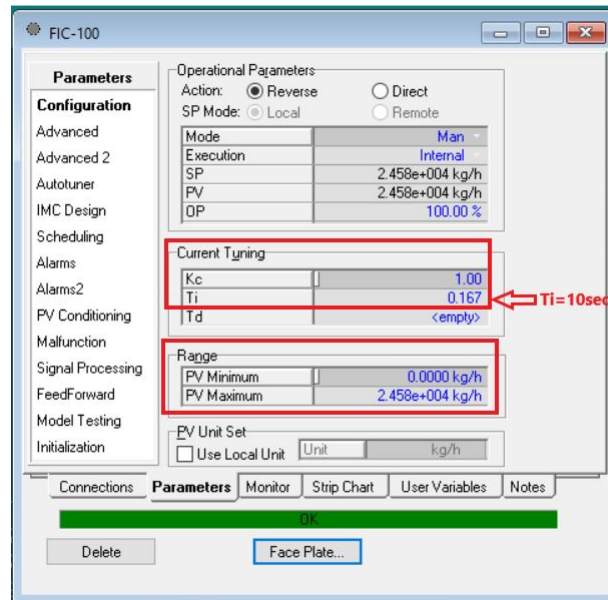 FIC-100
Parameters
Configuration
Advanced
Advanced 2
Autotuner
IMC Design
Scheduling
Alarms
Alarms2
PV Conditioning
Malfunction
Signal Processing
FeedForward
Model Testing
Initialization
Operational Parameters
Action: Reverse Direct
SP Mode: Local Remote
Mode Man
Execution Internal
SP 2.458e+004 kg/h
PV 2.458e+004 kg/h
OP 100.00 %
Current Tuning
Kc 1.00
Ti 0.167
Ti=10sec
Td <empty>
Range
PV Minimum 0.0000 kg/h
PV Maximum 2.458e+004 kg/h
PV Unit Set
Use Local Unit Unit kg/h
Connections Parameters Monitor Strip Chart User Variables Notes
OK
Delete Face Plate...